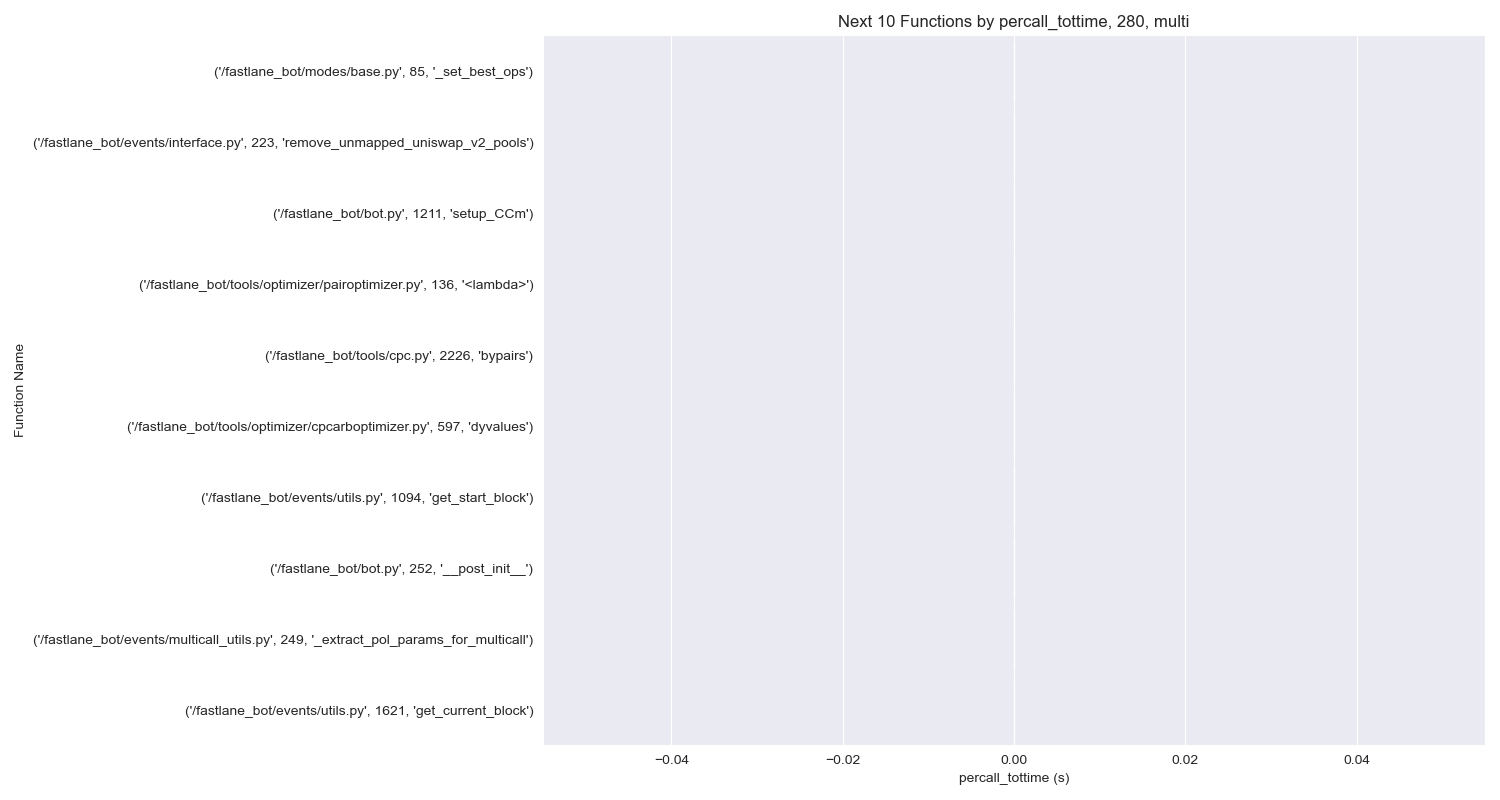 Next 10 Functions by percall_tottime, 280, multi
('/fastlane_bot/modes/base.py', 85, '_set_best_ops')
('/fastlane_bot/events/interface.py', 223, 'remove_unmapped_uniswap_v2_pools')
('/fastlane_bot/bot.py', 1211, 'setup_CCm')
('/fastlane_bot/tools/optimizer/pairoptimizer.py', 136, '<lambda>')
('/fastlane_bot/tools/cpc.py', 2226, 'bypairs')
('/fastlane_bot/tools/optimizer/cpcarboptimizer.py', 597, 'dyvalues')
('/fastlane_bot/events/utils.py', 1094, 'get_start_block')
('/fastlane_bot/bot.py', 252, '__post_init__')
('/fastlane_bot/events/multicall_utils.py', 249, '_extract_pol_params_for_multicall')
('/fastlane_bot/events/utils.py', 1621, 'get_current_block')
Function Name
−0.04 −0.02 0.00 0.02 0.04
percall_tottime (s)